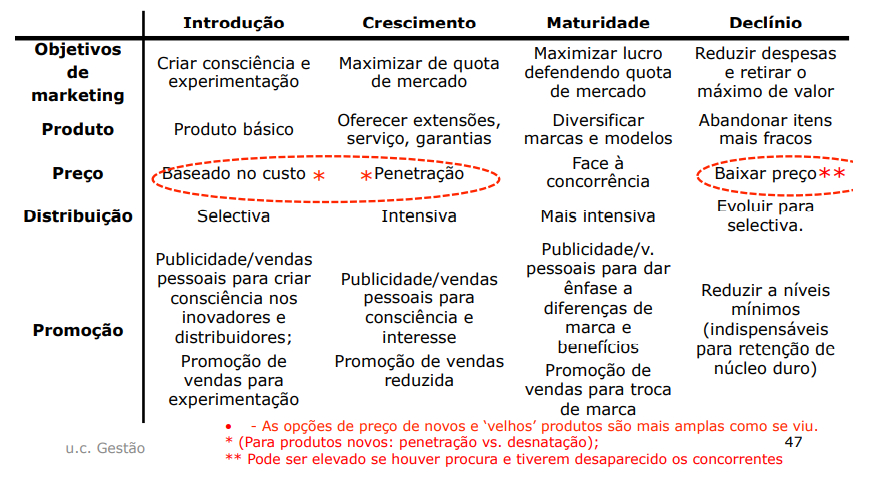 Introdução Crescimento Maturidade Declínio
Objetivos
de
marketing
Criar consciência e
experimentação
Maximizar de quota
de mercado
Maximizar lucro
defendendo quota
de mercado
Reduzir despesas
e retirar o
máximo de valor
Produto
Produto básico
Oferecer extensões,
serviço, garantias
Diversificar
marcas e modelos
Abandonar itens
mais fracos
Preço
Baseado no custo *
*Penetração
Face à
concorrência
Baixar preço**
Distribuição
Selectiva
Intensiva
Mais intensiva
Evoluir para
selectiva.
Promoção
Publicidade/vendas
pessoais para criar
consciência nos
inovadores e
distribuidores;
Promoção de
vendas para
experimentação
Publicidade/vendas
pessoais para
consciência e
interesse
Promoção de vendas
reduzida
Publicidade/v.
pessoais para dar
ênfase a
diferenças de
marca e
benefícios
Promoção de
vendas para troca
de marca
Reduzir a níveis
mínimos
(indispensáveis
para retenção de
núcleo duro)
• - As opções de preço de novos e ‘velhos’ produtos são mais amplas como se viu.
* (Para produtos novos: penetração vs. desnatação);
** Pode ser elevado se houver procura e tiverem desaparecido os concorrentes
u.c. Gestão
47